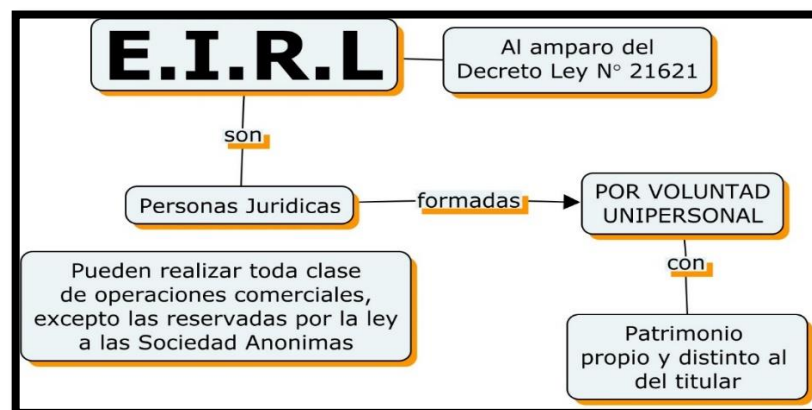 E.I.R.L
Al amparo del
Decreto Ley N° 21621
son
Personas Juridicas
formadas
POR VOLUNTAD
UNIPERSONAL
con
Pueden realizar toda clase
de operaciones comerciales,
excepto las reservadas por la ley
a las Sociedad Anonimas
Patrimonio
propio y distinto al
del titular